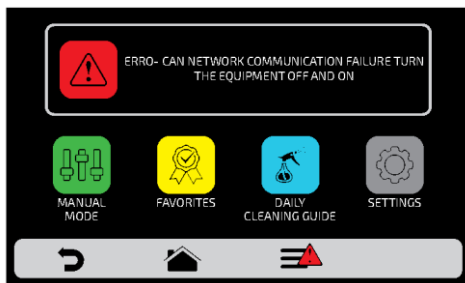 ERRO- CAN NETWORK COMMUNICATION FAILURE TURN
THE EQUIPMENT OFF AND ON
MANUAL
MODE
FAVORITES
DAILY
CLEANING GUIDE
SETTINGS